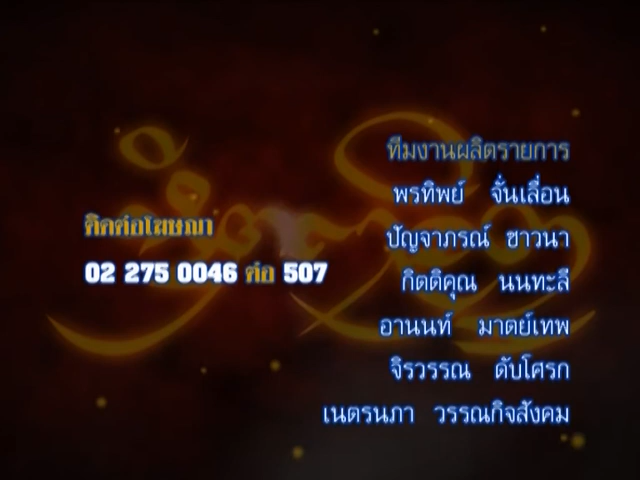 ติดต่อโฆษณา
02 275 0046 ต่อ 507
ทีมงานผลิตรายการ
พรทิพย์ จั่นเลื่อน
ปัญจาภรณ์ ชาวนา
กิตติคุณ นนทะลี
อานนท์ มาตย์เทพ
จิรวรรณ ดับโศรก
เนตรนภา วรรณกิจสังคม